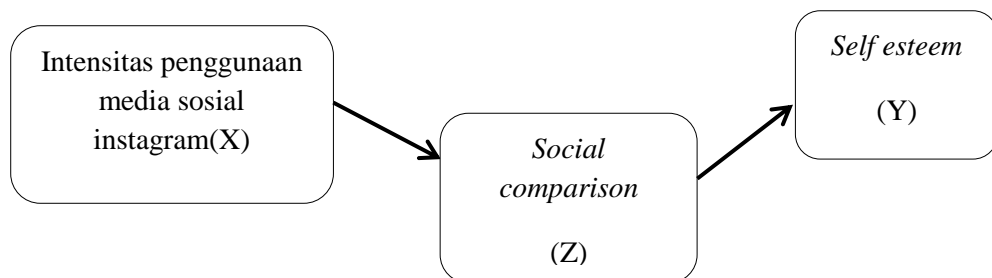 Intensitas penggunaan
media sosial
instagram(X)
Social
comparison
(Z)
Self esteem
(Y)